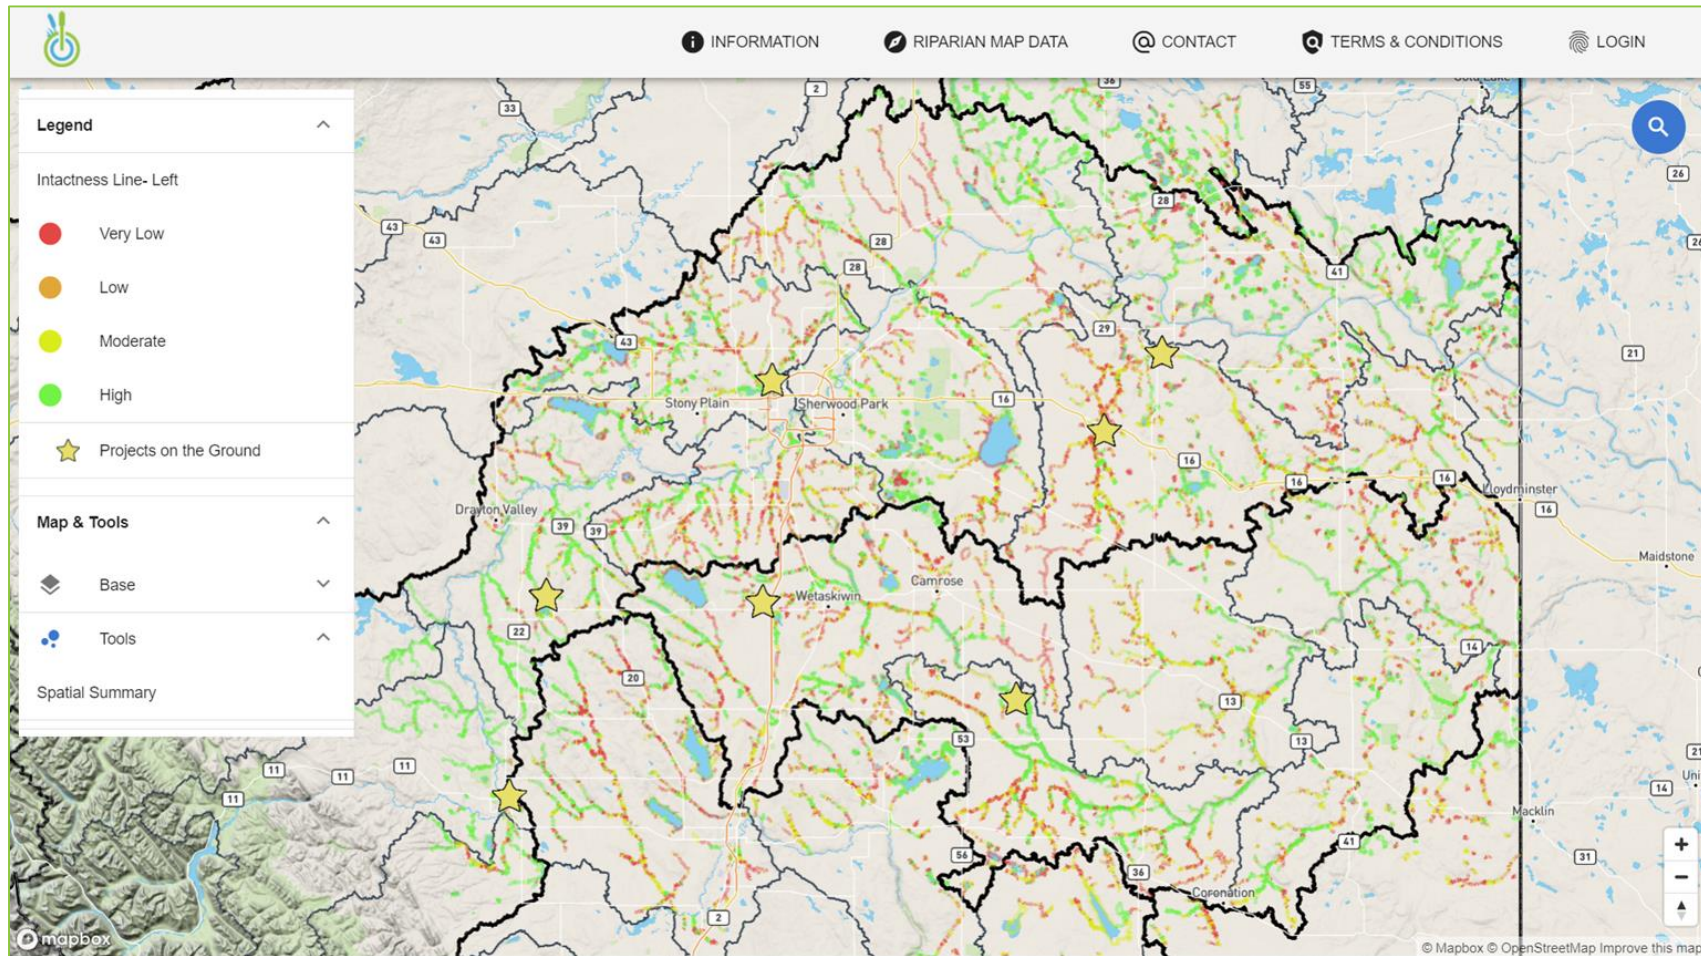 INFORMATION
RIPARIAN MAP DATA
CONTACT
TERMS & CONDITIONS
LOGIN
Legend
Intactness Line- Left
Very Low
Low
Moderate
High
Projects on the Ground
Map & Tools
Base
Tools
Spatial Summary
2
36
55
33
26
28
43
43
28
41
28
29
43
21
16
Stony Plain
Sherwood Park
16
16
16
Lloydminster
16
Drayton Valley
39
39
Maidstone
Camrose
Wetaskiwin
22
14
20
13
53
13
11
11
11
11
21
14
Macklin
41
56
31
36
Coronation
2
mapbox
© Mapbox © OpenStreetMap Improve this map